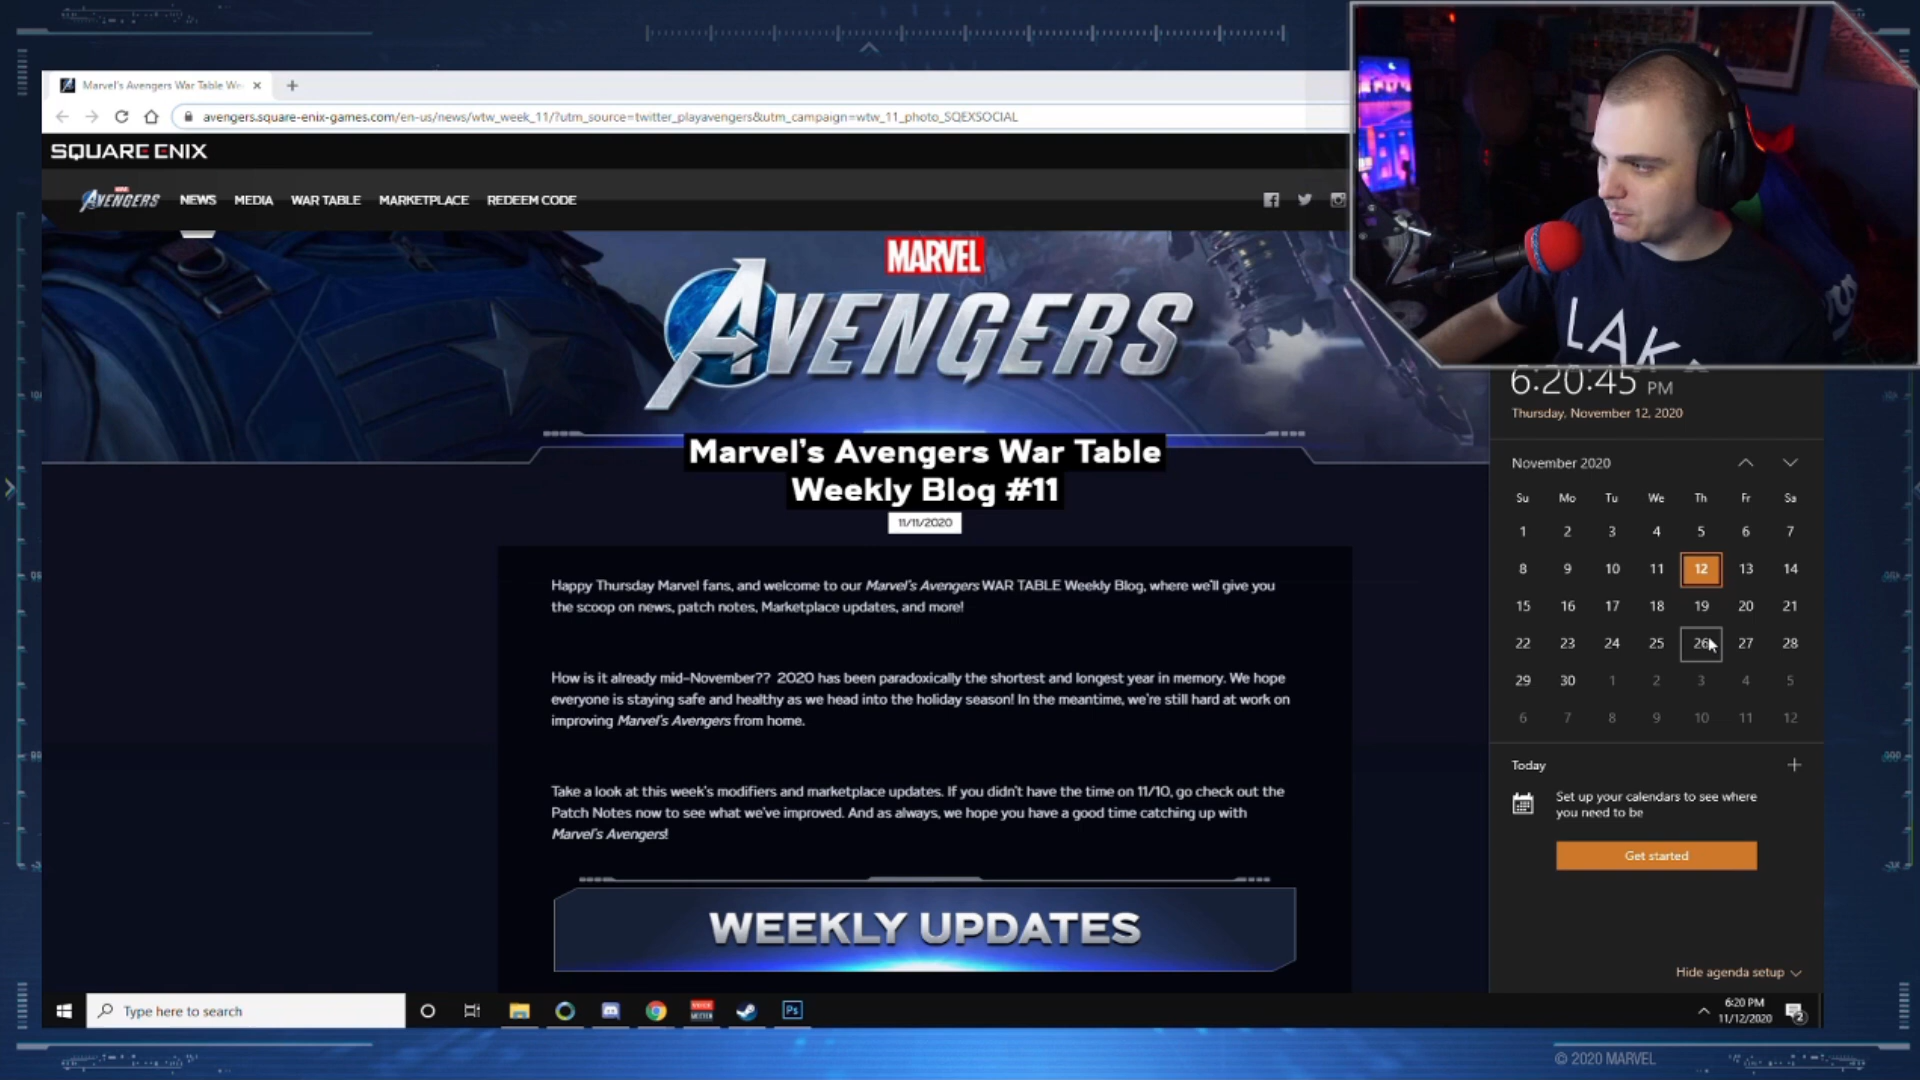 Marvel's Avengers War Table We
avengers.square-enix-games.com/en-us/news/wtw_week_11/?utm_source=twitter_playavengers&utm_campaign=wtw_11_photo_SQEXSOCIAL
SQUARE ENIX
AVENGERS NEWS MEDIA WAR TABLE MARKETPLACE REDEEM CODE
MARVEL
AVENGERS
Marvel's Avengers War Table
Weekly Blog #11
11/11/2020
Happy Thursday Marvel fans, and welcome to our Marvel's Avengers WAR TABLE Weekly Blog, where we'll give you
the scoop on news, patch notes, Marketplace updates, and more!
How is it already mid-November?? 2020 has been paradoxically the shortest and longest year in memory. We hope
everyone is staying safe and healthy as we head into the holiday season! In the meantime, we're still hard at work on
improving Marvel's Avengers from home.
Take a look at this week's modifiers and marketplace updates. If you didn't have the time on 11/10, go check out the
Patch Notes now to see what we've improved. And as always, we hope you have a good time catching up with
Marvel's Avengers!
WEEKLY UPDATES
LAK
6:20:45 PM
Thursday, November 12, 2020
November 2020
Su Mo Tu We Th Fr Sa
1 2 3 4 5 6 7
8 9 10 11 12 13 14
15 16 17 18 19 20 21
22 23 24 25 26 27 28
29 30 1 2 3 4 5
6 7 8 9 10 11 12
Today
Set up your calendars to see where
you need to be
Get started
Hide agenda setup
Type here to search
Ps
6:20 PM
11/12/2020
2
© 2020 MARVEL